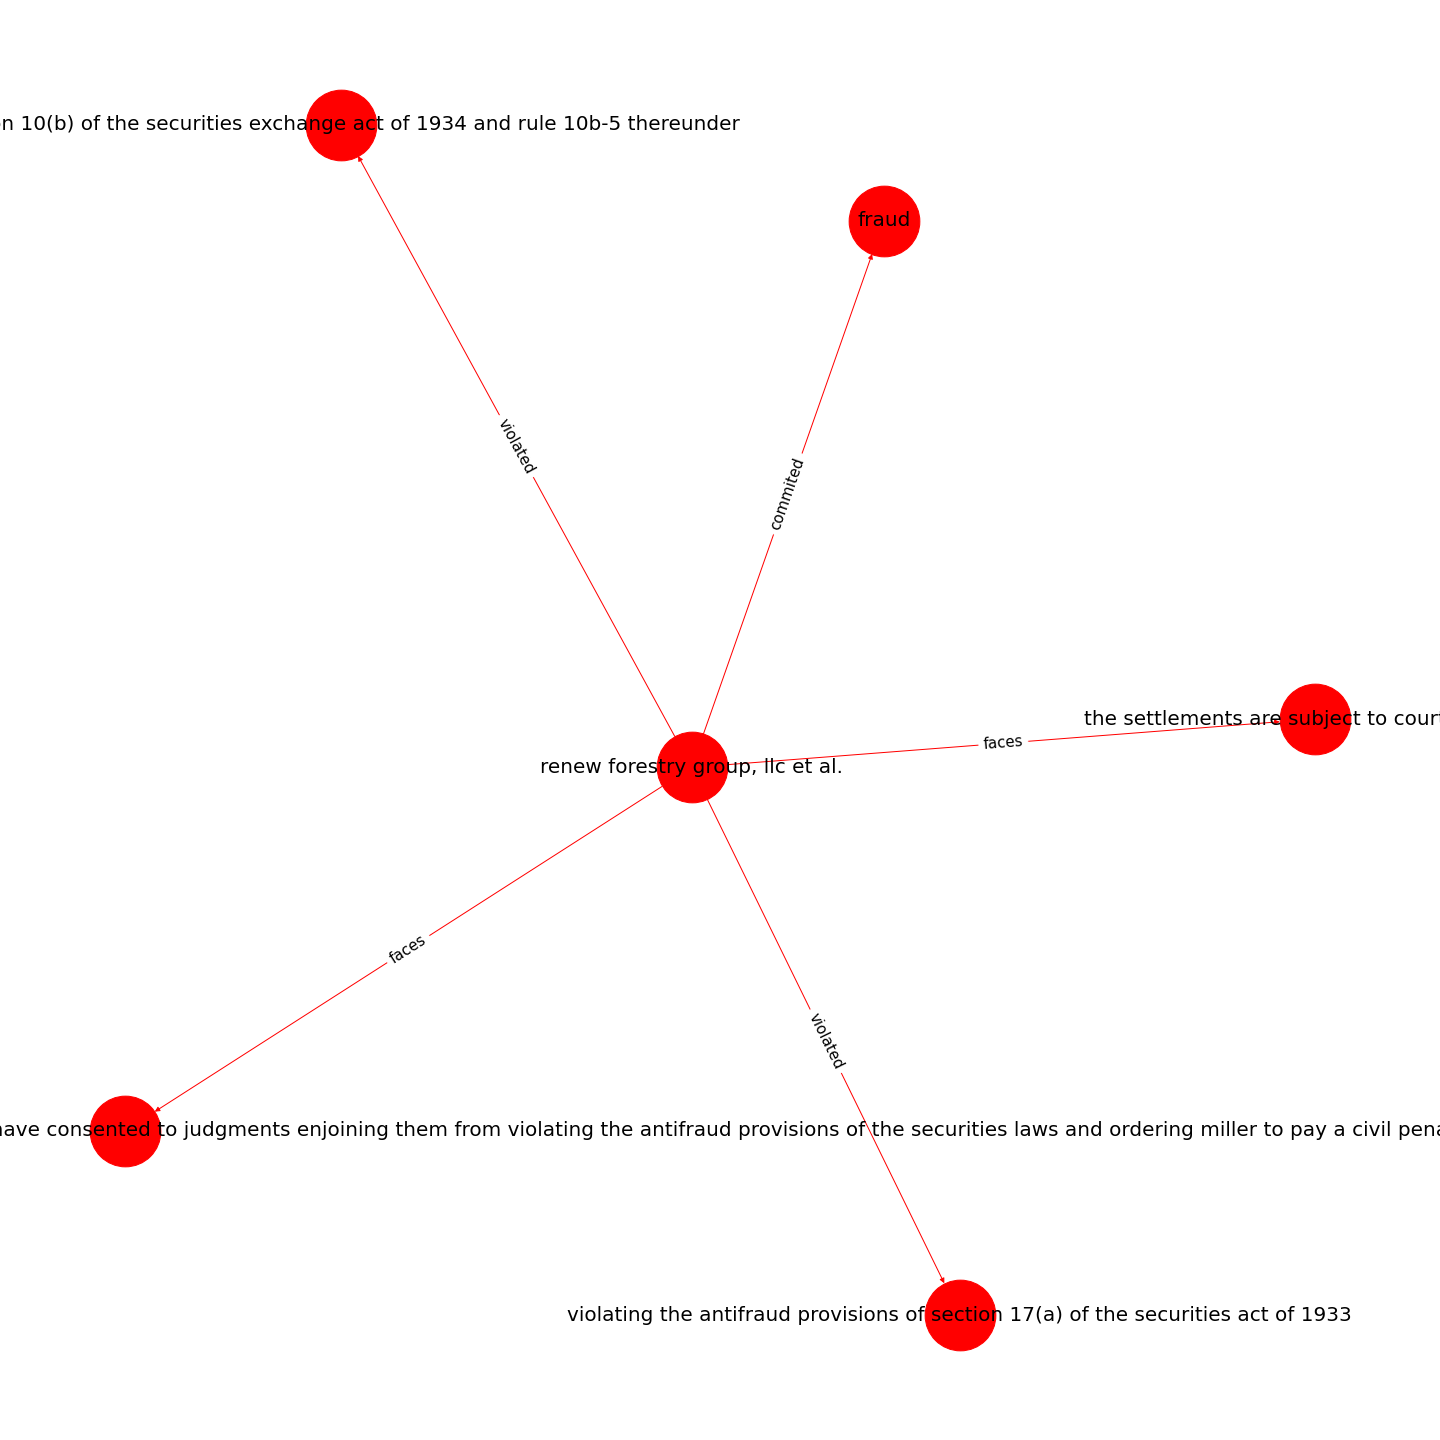 10(b) of the securities exchange act of 1934 and rule 10b-5 thereunder
fraud
violated
commited
the settlements are subject to court
faces
renew forestry group, llc et al.
faces
violated
have consented to judgments enjoining them from violating the antifraud provisions of the securities laws and ordering miller to pay a civil
violating the antifraud provisions of section 17(a) of the securities act of 1933